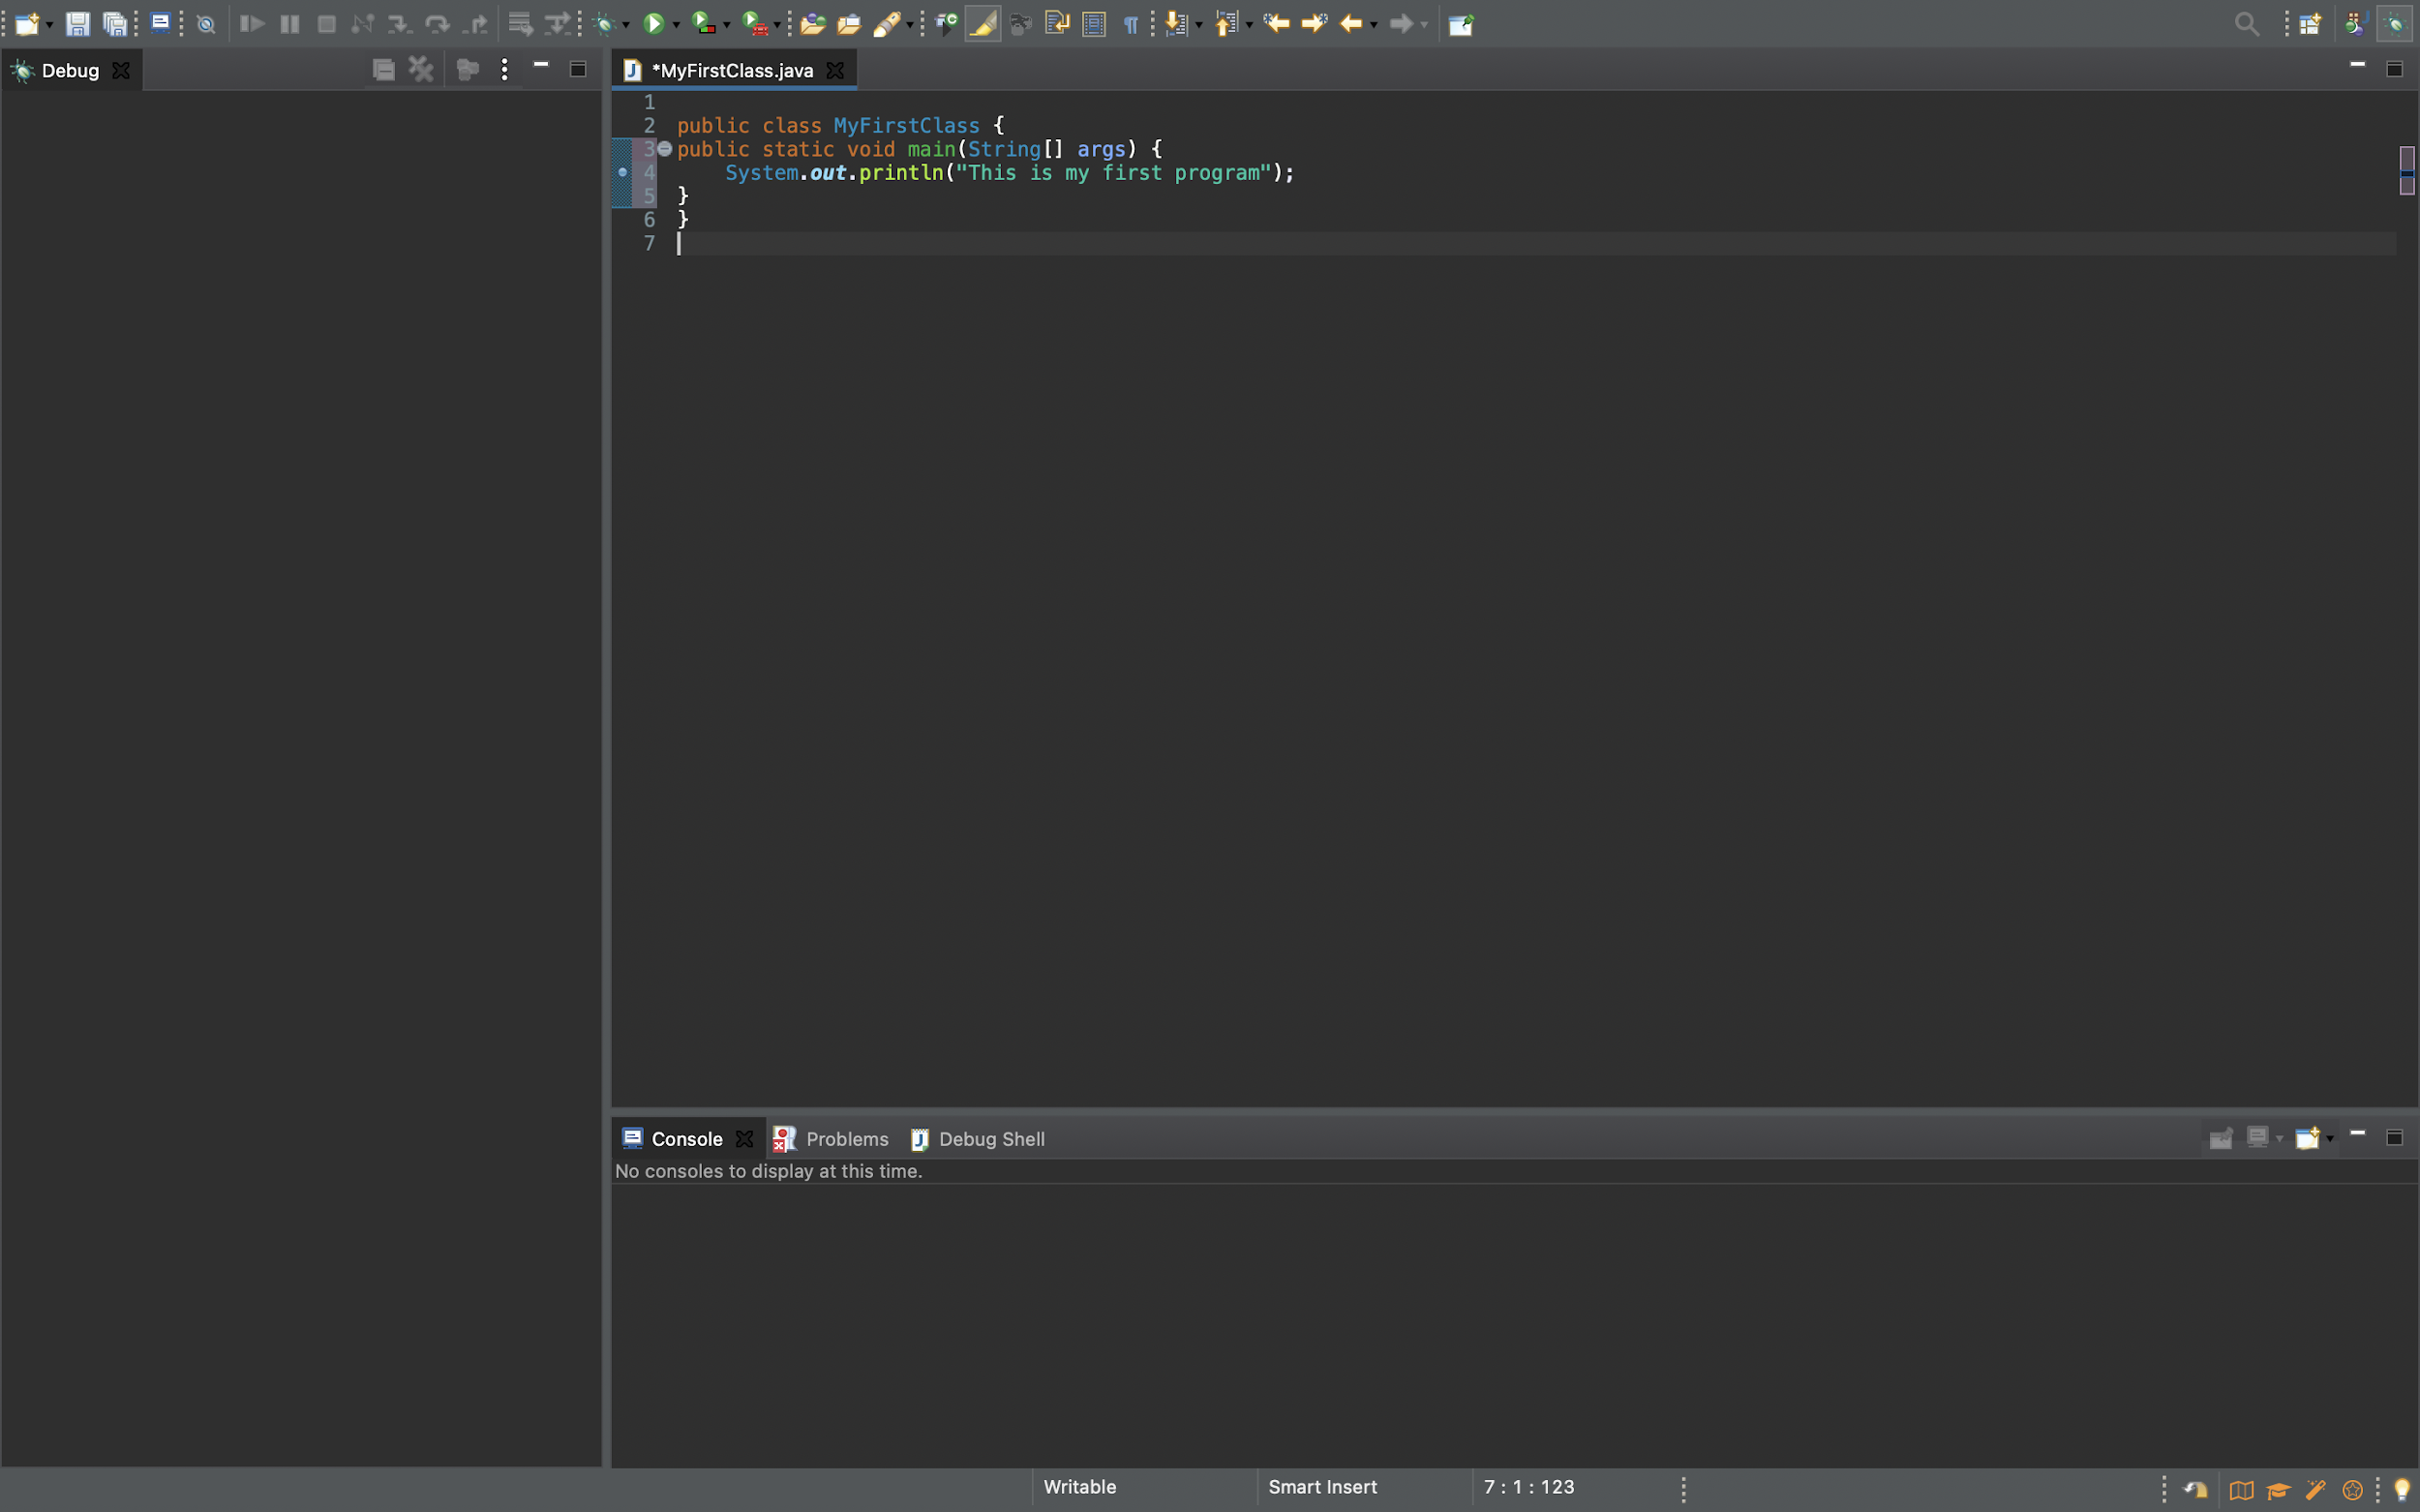 Debug
*MyFirstClass.java
1
2 public class MyFirstClass {
3 public static void main(String[] args) {
4 System.out.println("This is my first program");
5 }
6 }
7
Console Problems Debug Shell
No consoles to display at this time.
Writable Smart Insert 7 : 1 : 123